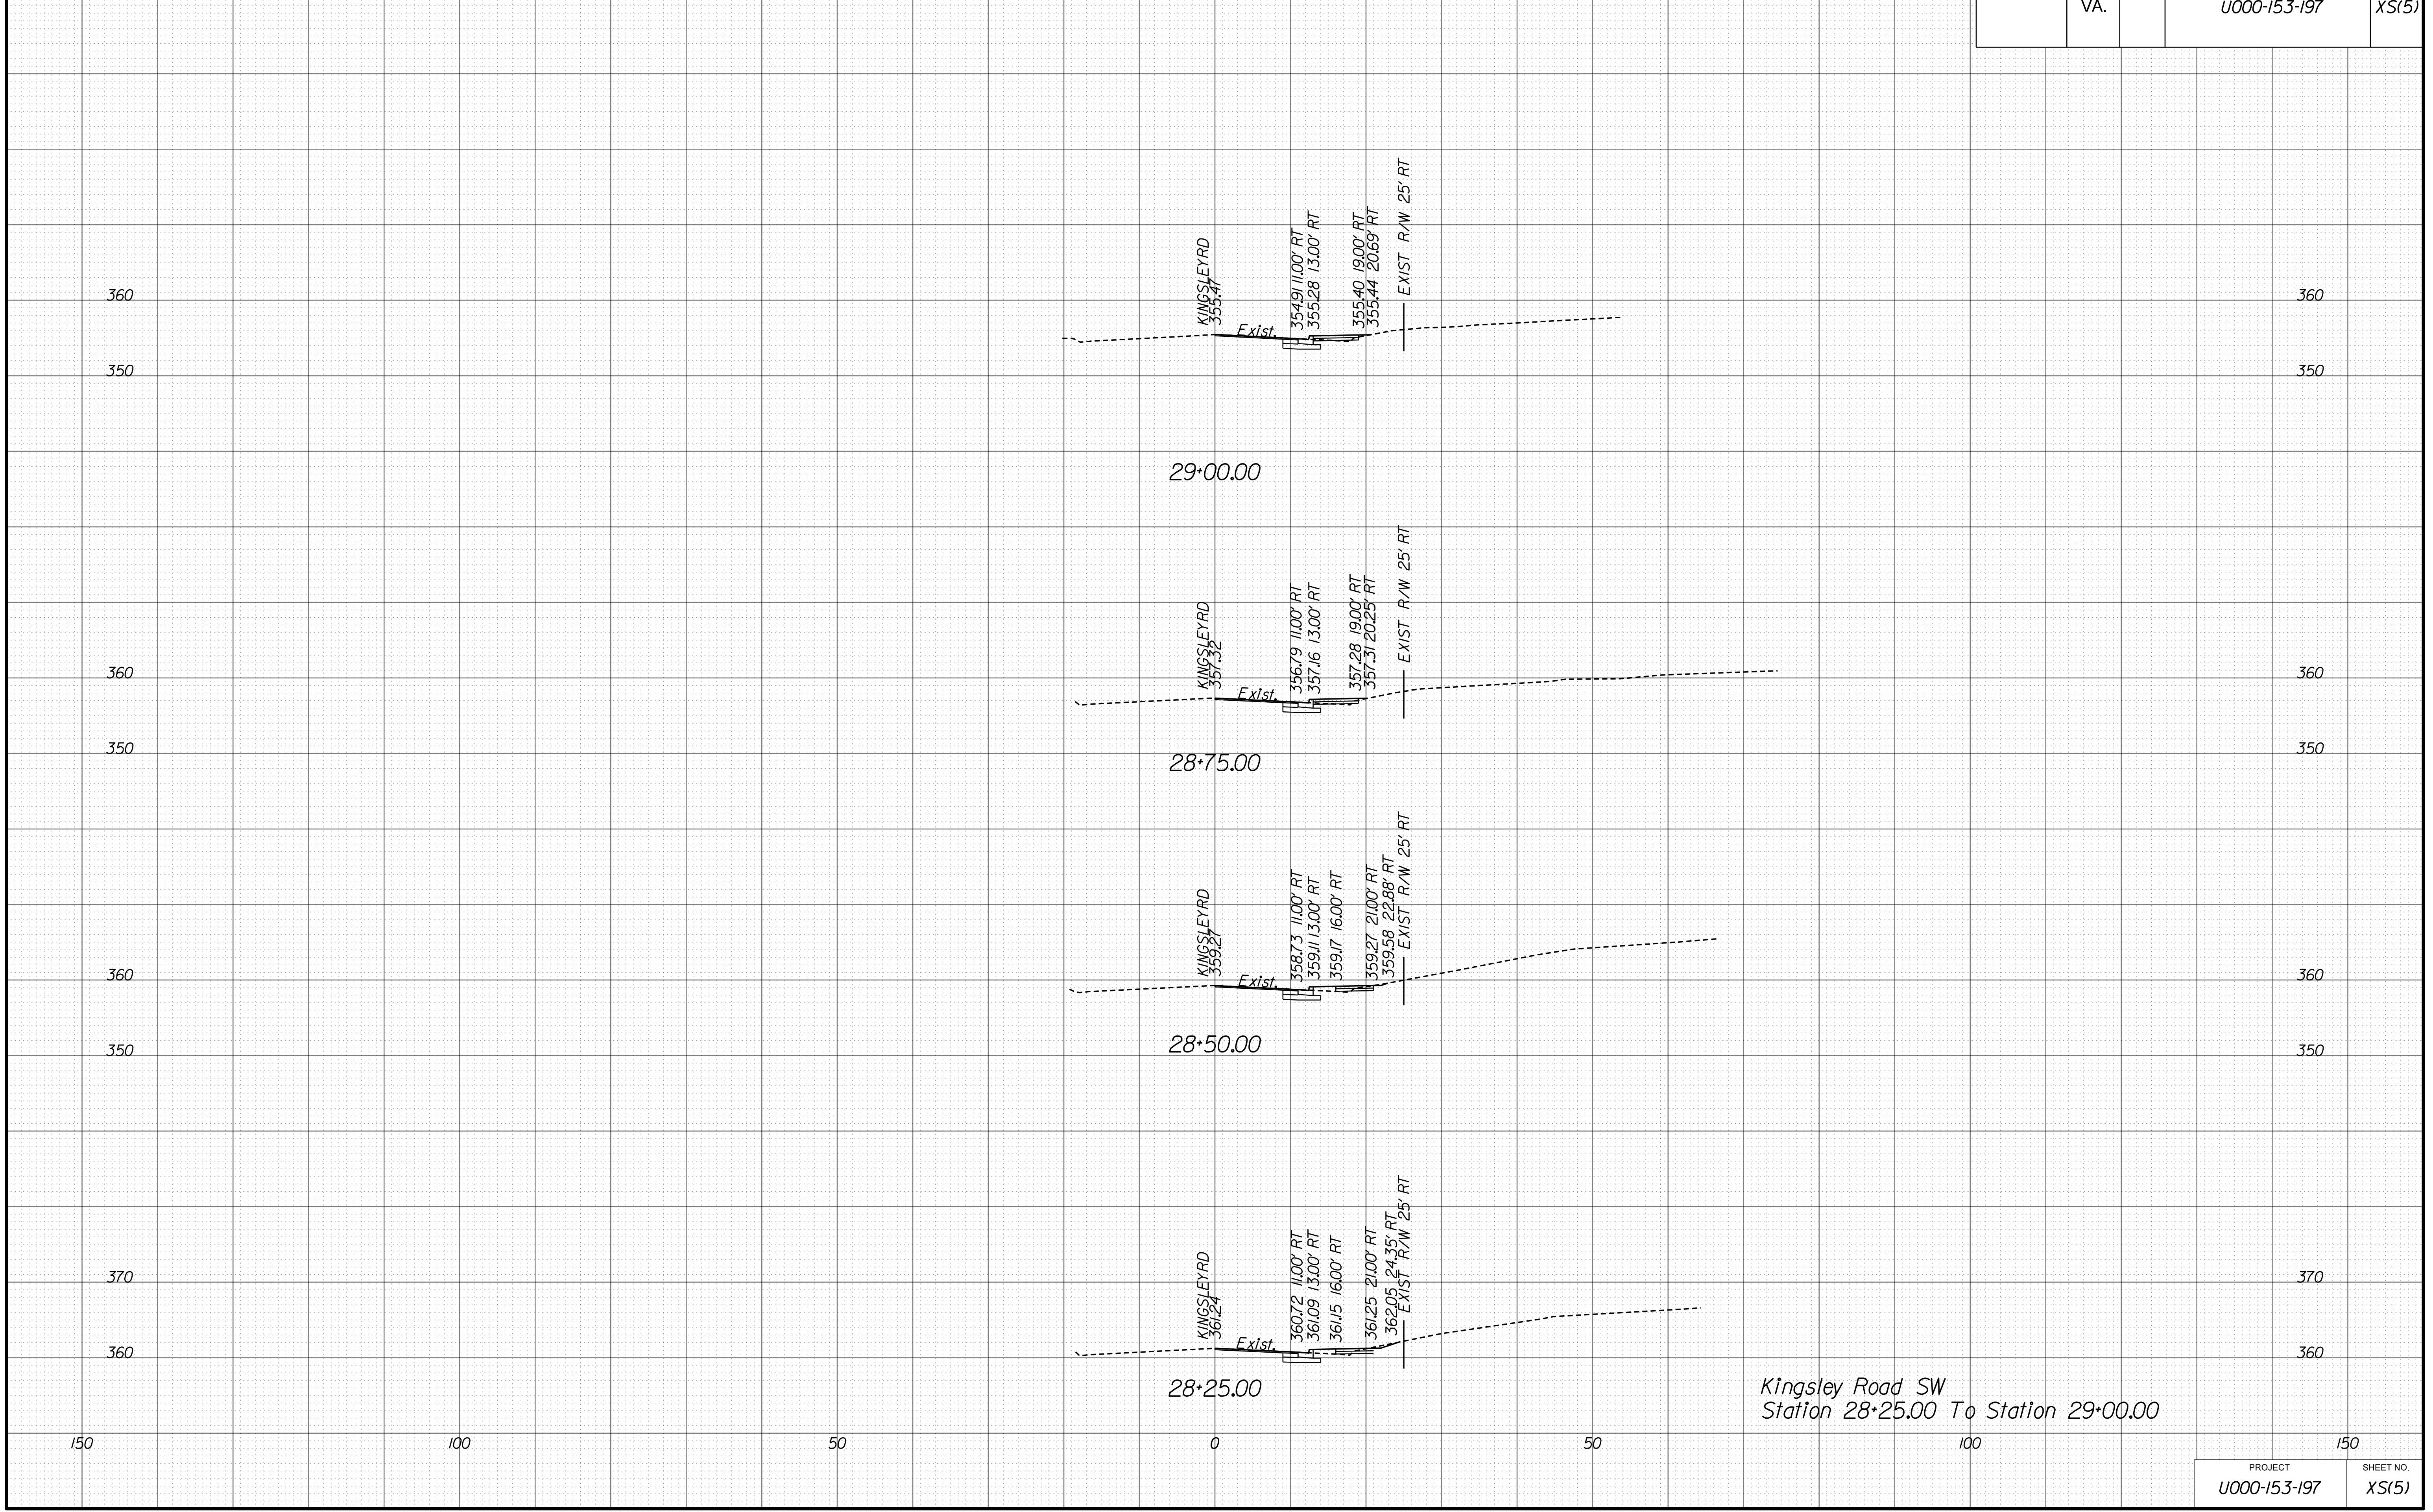 VA. U000-153-197 XS(5)
KINGSLEYRD
355.47
354.91 11.00' RT
355.28 13.00' RT
355.40 19.00' RT
355.44 20.69' RT
EXIST R/W 25' RT
360 Exist. 360
350 350
29+00.00
KINGSLEYRD
357.32
356.79 11.00' RT
357.16 13.00' RT
357.28 19.00' RT
357.31 20.25' RT
EXIST R/W 25' RT
360 Exist. 360
350 350
28+75.00
KINGSLEYRD
359.27
358.73 11.00' RT
359.11 13.00' RT
359.17 16.00' RT
359.27 21.00' RT
359.58 22.88' RT
EXIST R/W 25' RT
360 Exist. 360
350 350
28+50.00
KINGSLEYRD
361.24
360.72 11.00' RT
361.09 13.00' RT
361.15 16.00' RT
361.25 21.00' RT
362.05 24.35' RT
EXIST R/W 25' RT
370 370
360 Exist. 360
28+25.00
Kingsley Road SW
Station 28+25.00 To Station 29+00.00
150 100 50 0 50 100 150
PROJECT SHEET NO.
U000-153-197 XS(5)